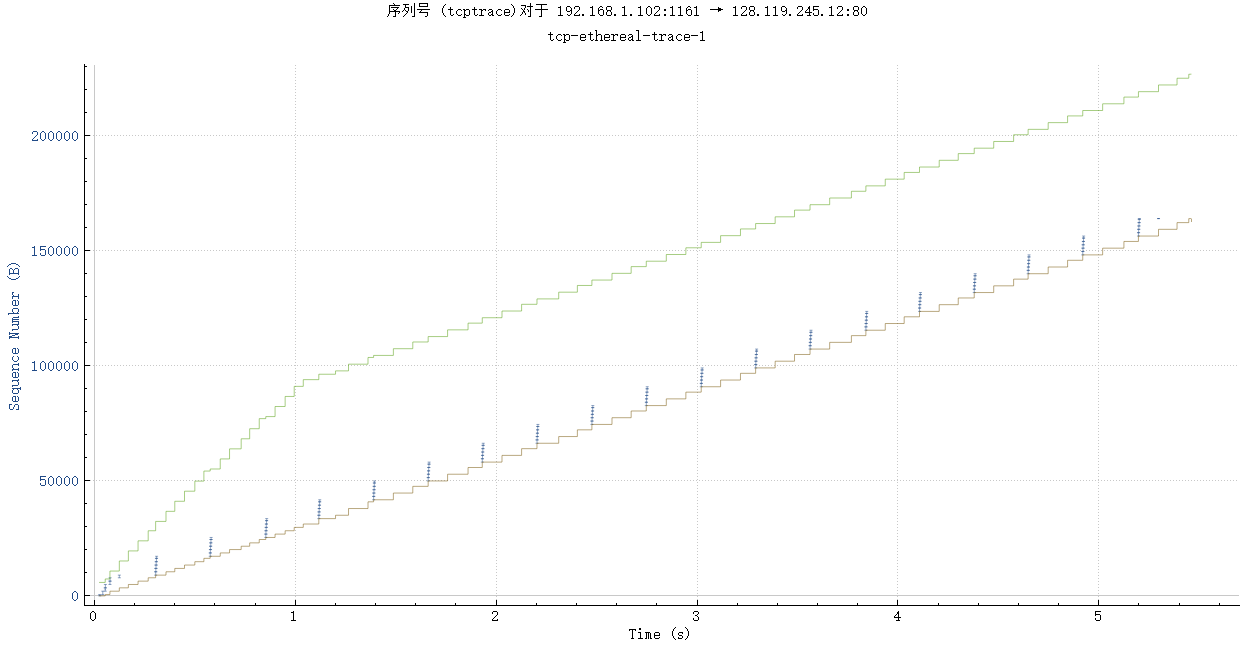 序列号 (tcptrace)对于 192.168.1.102:1161 → 128.119.245.12:80
tcp-ethereal-trace-1
Sequence Number (B)
200000
150000
100000
50000
0
0 1 2 3 4 5
Time (s)